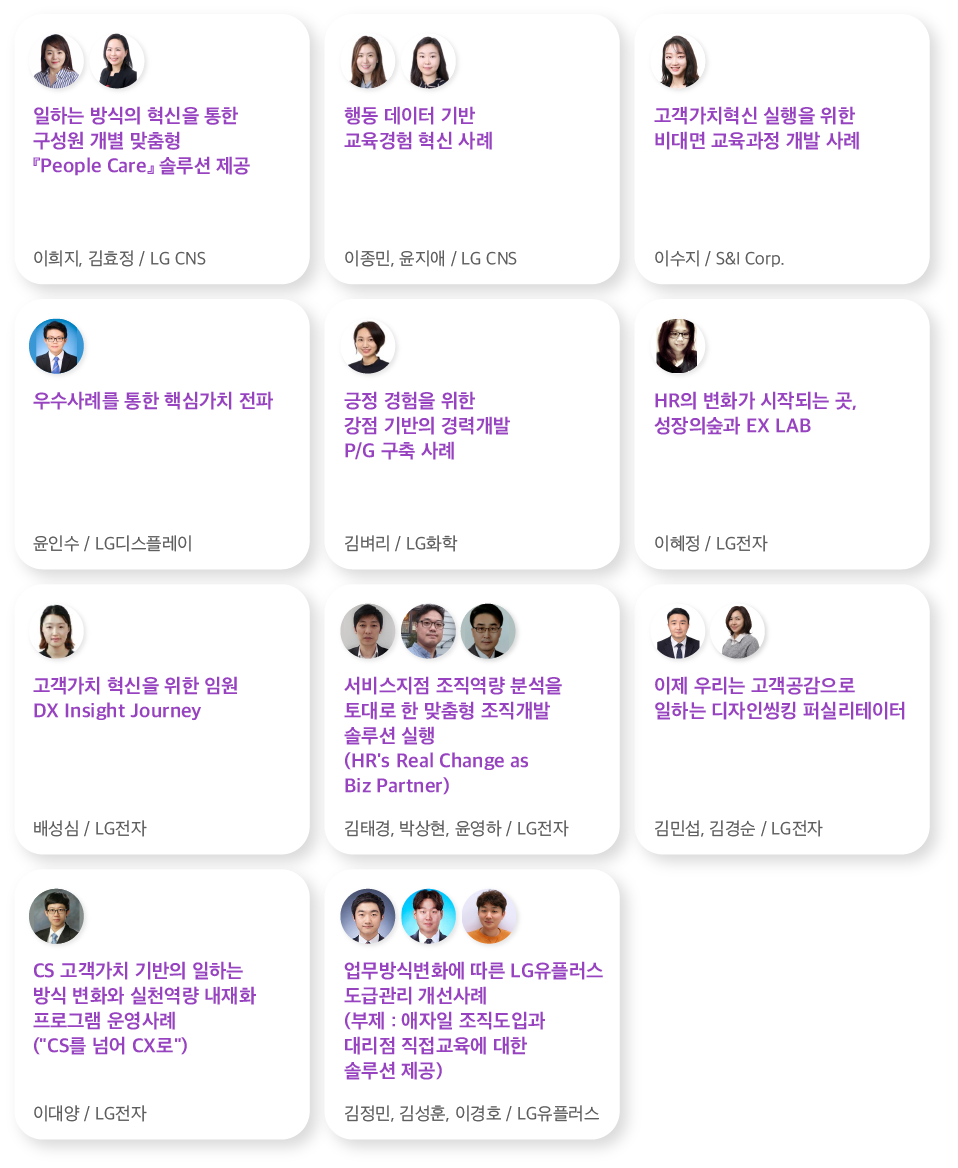 일하는 방식의 혁신을 통한
구성원 개별 맞춤형
『People Care』 솔루션 제공
이희지, 김효정 / LG CNS
행동 데이터 기반
교육경험 혁신 사례
이종민, 윤지애 / LG CNS
고객가치혁신 실행을 위한
비대면 교육과정 개발 사례
이수지 / S&I Corp.
우수사례를 통한 핵심가치 전파
윤인수 / LG디스플레이
긍정 경험을 위한
강점 기반의 경력개발
P/G 구축 사례
김벼리 / LG화학
HR의 변화가 시작되는 곳,
성장의숲과 EX LAB
이혜정 / LG전자
고객가치 혁신을 위한 임원
DX Insight Journey
배성심 / LG전자
서비스지점 조직역량 분석을
토대로 한 맞춤형 조직개발
솔루션 실행
(HR's Real Change as
Biz Partner)
김태경, 박상현, 윤영하 / LG전자
이제 우리는 고객공감으로
일하는 디자인씽킹 퍼실리테이터
김민섭, 김경순 / LG전자
CS 고객가치 기반의 일하는
방식 변화와 실천역량 내재화
프로그램 운영사례
("CS를 넘어 CX로")
이대양 / LG전자
업무방식변화에 따른 LG유플러스
도급관리 개선사례
(부제 : 애자일 조직도입과
대리점 직접교육에 대한
솔루션 제공)
김정민, 김성훈, 이경호 / LG유플러스